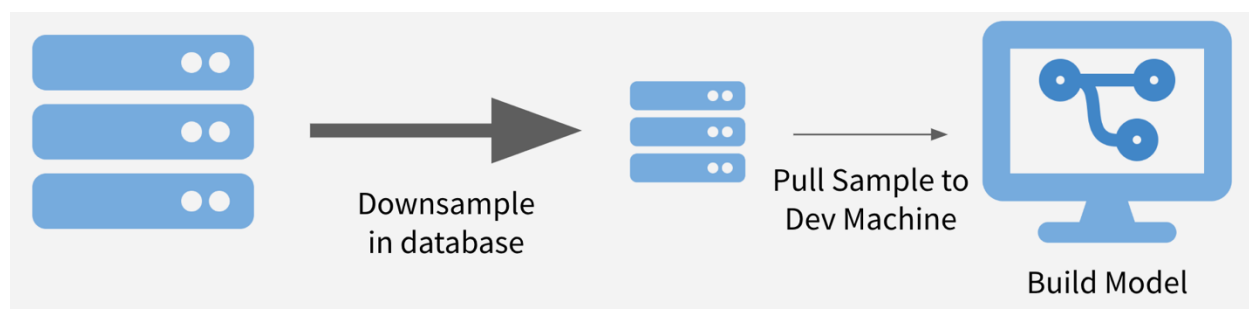 Downsample
in database
Pull Sample to
Dev Machine
Build Model